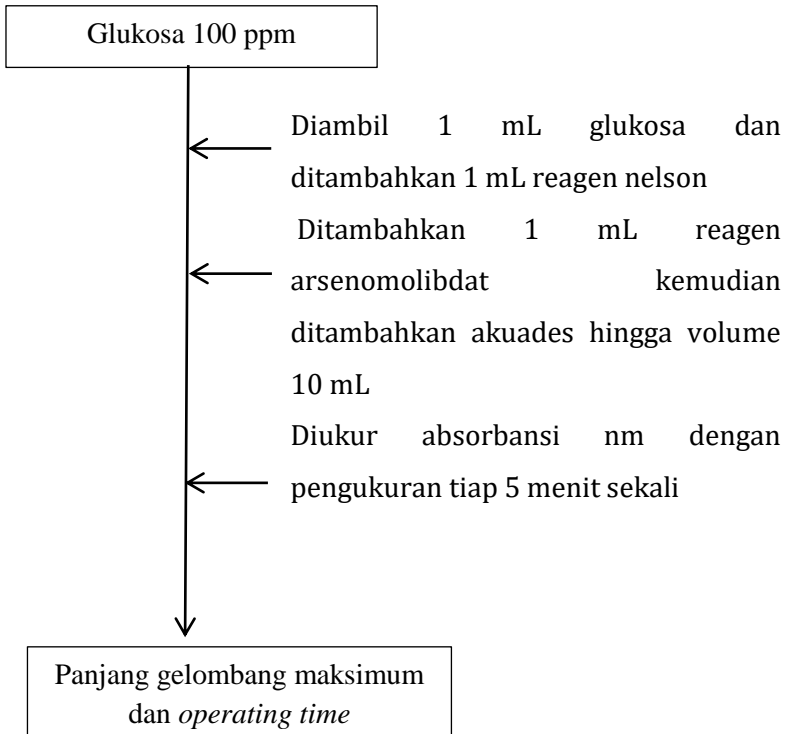 Glukosa 100 ppm
Diambil 1 mL glukosa dan
ditambahkan 1 mL reagen nelson
Ditambahkan 1 mL reagen
arsenomolibdat kemudian
ditambahkan akuades hingga volume
10 mL
Diukur absorbansi nm dengan
pengukuran tiap 5 menit sekali
Panjang gelombang maksimum
dan operating time